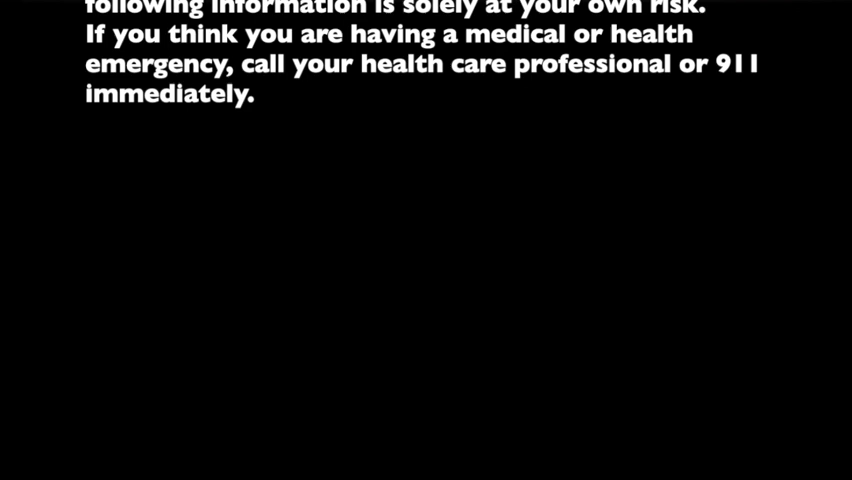 following information is solely at your own risk.
If you think you are having a medical or health
emergency, call your health care professional or 911
immediately.